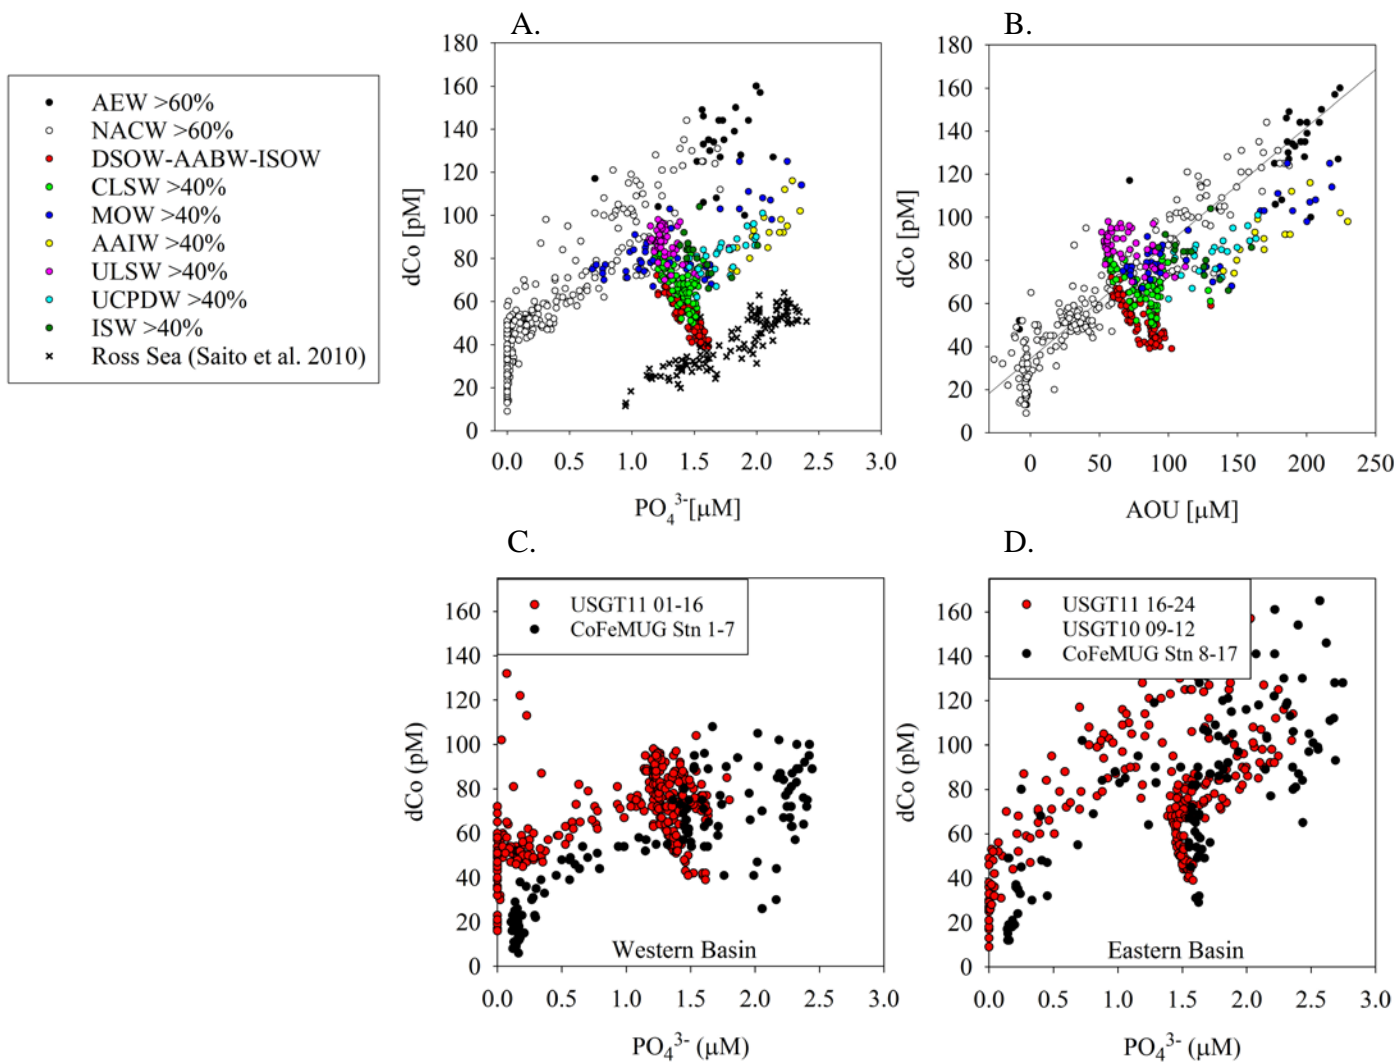 A.
B.
AEW >60%
NACW >60%
DSOW-AABW-ISOW
CLSW >40%
MOW >40%
AAIW >40%
ULSW >40%
UCPDW >40%
ISW >40%
Ross Sea (Saito et al. 2010)
dCo [pM]
180
160
140
120
100
80
60
40
20
0
0.0 0.5 1.0 1.5 2.0 2.5 3.0
PO₄³⁻[μM]
dCo [pM]
180
160
140
120
100
80
60
40
20
0
0 50 100 150 200 250
AOU [μM]
C.
D.
USGT11 01-16
CoFeMUG Stn 1-7
dCo (pM)
160
140
120
100
80
60
40
20
0
Western Basin
0.0 0.5 1.0 1.5 2.0 2.5 3.0
PO₄³⁻ (μM)
USGT11 16-24
USGT10 09-12
CoFeMUG Stn 8-17
dCo (pM)
160
140
120
100
80
60
40
20
0
Eastern Basin
0.0 0.5 1.0 1.5 2.0 2.5 3.0
PO₄³⁻ (μM)